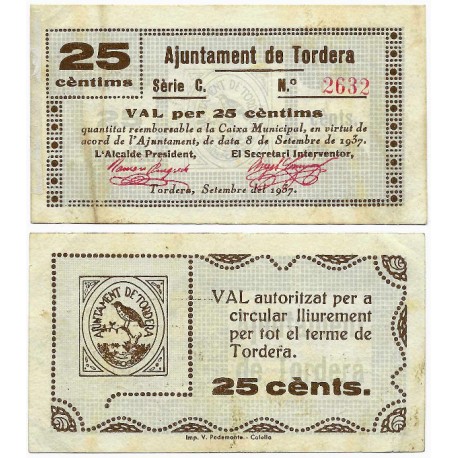 25
cèntims
Ajuntament de Tordera
Sèrie C. N.º 2632
VAL per 25 cèntims
quantitat reemborsable a la Caixa Municipal, en virtut de
acord de l'Ajuntament, de data 8 de Setembre de 1937.
L'Alcalde President, El Secretari Interventor,
Tordera, Setembre del 1937.
AJUNTAMENT DE TORDERA
VAL autoritzat per a
circular lliurement
per tot el terme de
Tordera.
25 cènts.
Imp. V. Pedemonte - Calella